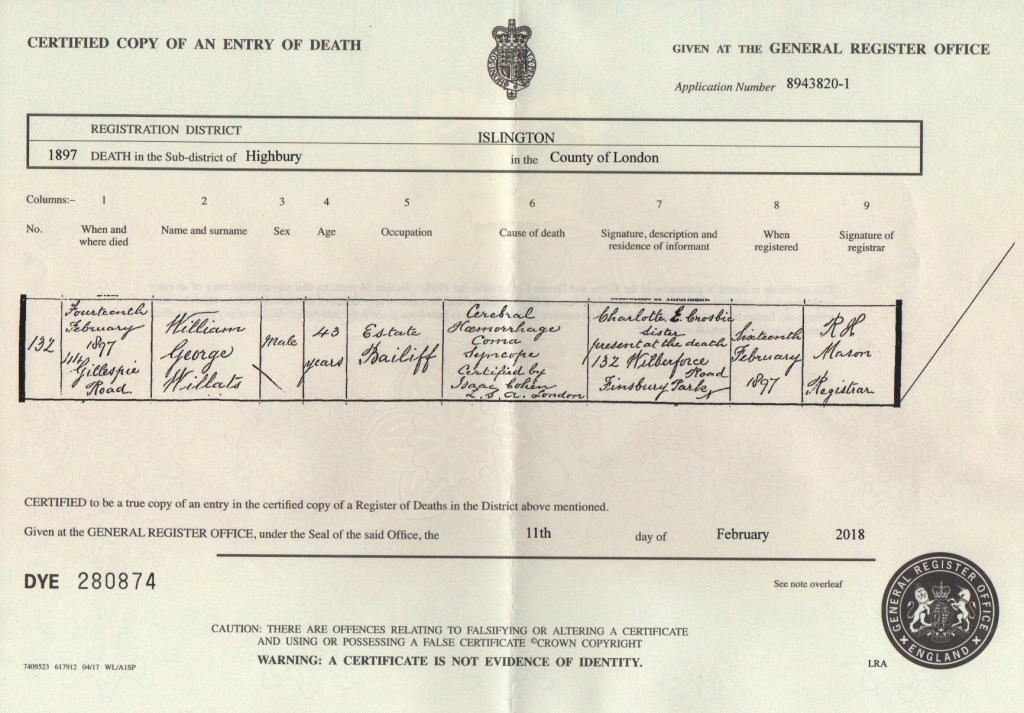 CERTIFIED COPY OF AN ENTRY OF DEATH
GIVEN AT THE GENERAL REGISTER OFFICE
Application Number 8943820-1
REGISTRATION DISTRICT
ISLINGTON
1897 DEATH in the Sub-district of Highbury in the County of London
Columns:– 1 2 3 4 5 6 7 8 9
No. When and where died Name and surname Sex Age Occupation Cause of death Signature, description and residence of informant When registered Signature of registrar
132
Fourteenth
February
1897
Gillespie
Road
William
George
Willats
Male
43
years
Estate
Bailiff
Cerebral
Hæmorrhage
Coma
Syncope
Certified by
Isaac Cohen
L.S.A. London
Charlotte E Crosbie
Sister
present at the death
132 Wilberforce
Road
Finsbury Park
Sixteenth
February
1897
R H
Mason
Registrar
CERTIFIED to be a true copy of an entry in the certified copy of a Register of Deaths in the District above mentioned.
Given at the GENERAL REGISTER OFFICE, under the Seal of the said Office, the 11th day of February 2018
DYE 280874
See note overleaf
GENERAL REGISTER OFFICE
ENGLAND
CAUTION: THERE ARE OFFENCES RELATING TO FALSIFYING OR ALTERING A CERTIFICATE
AND USING OR POSSESSING A FALSE CERTIFICATE ©CROWN COPYRIGHT
WARNING: A CERTIFICATE IS NOT EVIDENCE OF IDENTITY.
7409523 617912 04/17 WL/A1SP
LRA